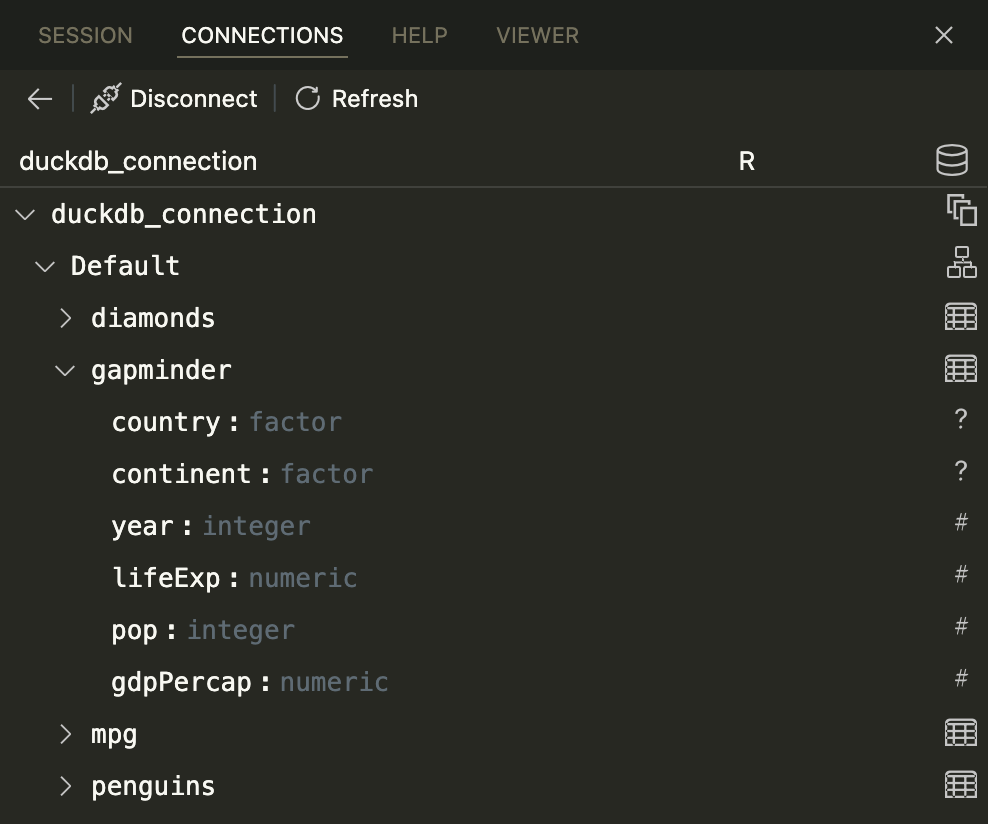 SESSION CONNECTIONS HELP VIEWER
Disconnect Refresh
duckdb_connection R
duckdb_connection
Default
diamonds
gapminder
country : factor ?
continent : factor ?
year : integer #
lifeExp : numeric #
pop : integer #
gdpPercap : numeric #
mpg
penguins